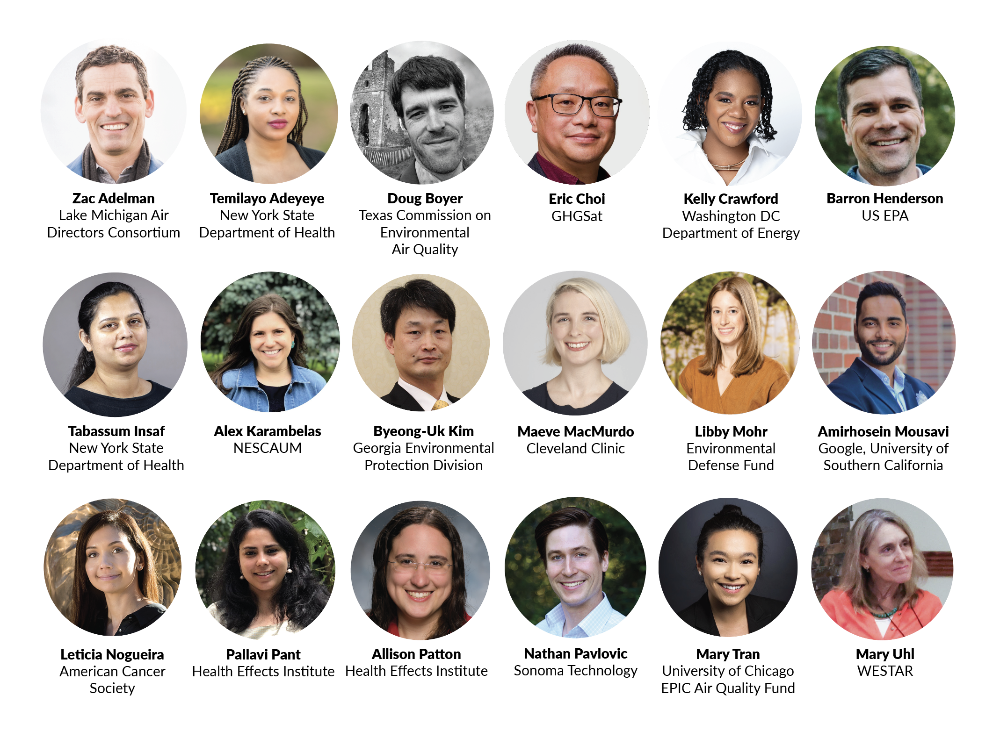 Zac Adelman
Lake Michigan Air
Directors Consortium
Temilayo Adeyeye
New York State
Department of Health
Doug Boyer
Texas Commission on
Environmental
Air Quality
Eric Choi
GHGSat
Kelly Crawford
Washington DC
Department of Energy
Barron Henderson
US EPA
Tabassum Insaf
New York State
Department of Health
Alex Karambelas
NESCAUM
Byeong-Uk Kim
Georgia Environmental
Protection Division
Maeve MacMurdo
Cleveland Clinic
Libby Mohr
Environmental
Defense Fund
Amirhosein Mousavi
Google, University of
Southern California
Leticia Nogueira
American Cancer
Society
Pallavi Pant
Health Effects Institute
Allison Patton
Health Effects Institute
Nathan Pavlovic
Sonoma Technology
Mary Tran
University of Chicago
EPIC Air Quality Fund
Mary Uhl
WESTAR